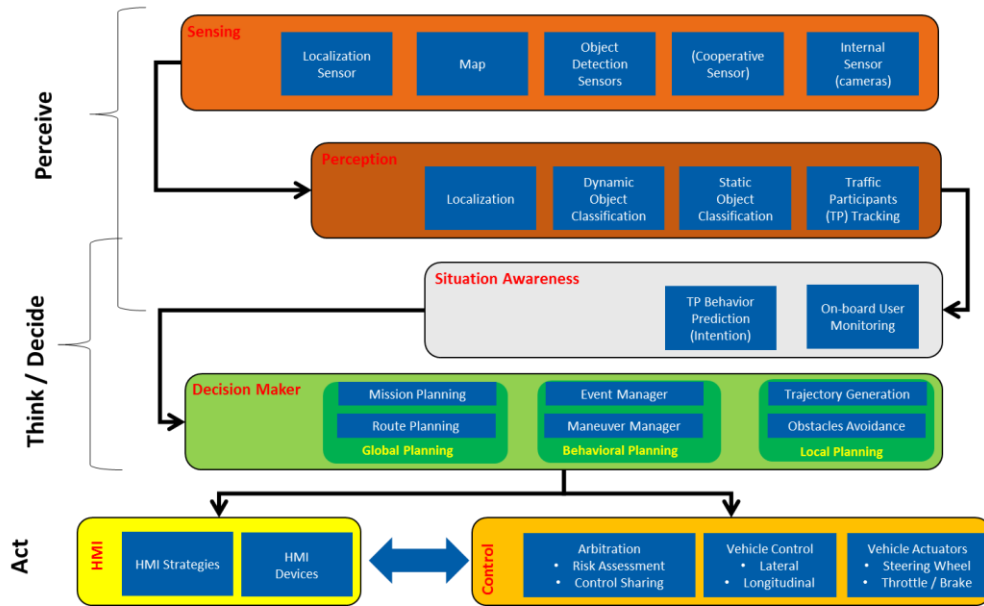 Perceive
Sensing
Localization
Sensor
Map
Object
Detection
Sensors
(Cooperative
Sensor)
Internal
Sensor
(cameras)
Perception
Localization
Dynamic
Object
Classification
Static
Object
Classification
Traffic
Participants
(TP) Tracking
Think / Decide
Situation Awareness
TP Behavior
Prediction
(Intention)
On-board User
Monitoring
Decision Maker
Mission Planning
Route Planning
Global Planning
Event Manager
Maneuver Manager
Behavioral Planning
Trajectory Generation
Obstacles Avoidance
Local Planning
Act
HMI
HMI Strategies
HMI
Devices
Control
Arbitration
• Risk Assessment
• Control Sharing
Vehicle Control
• Lateral
• Longitudinal
Vehicle Actuators
• Steering Wheel
• Throttle / Brake